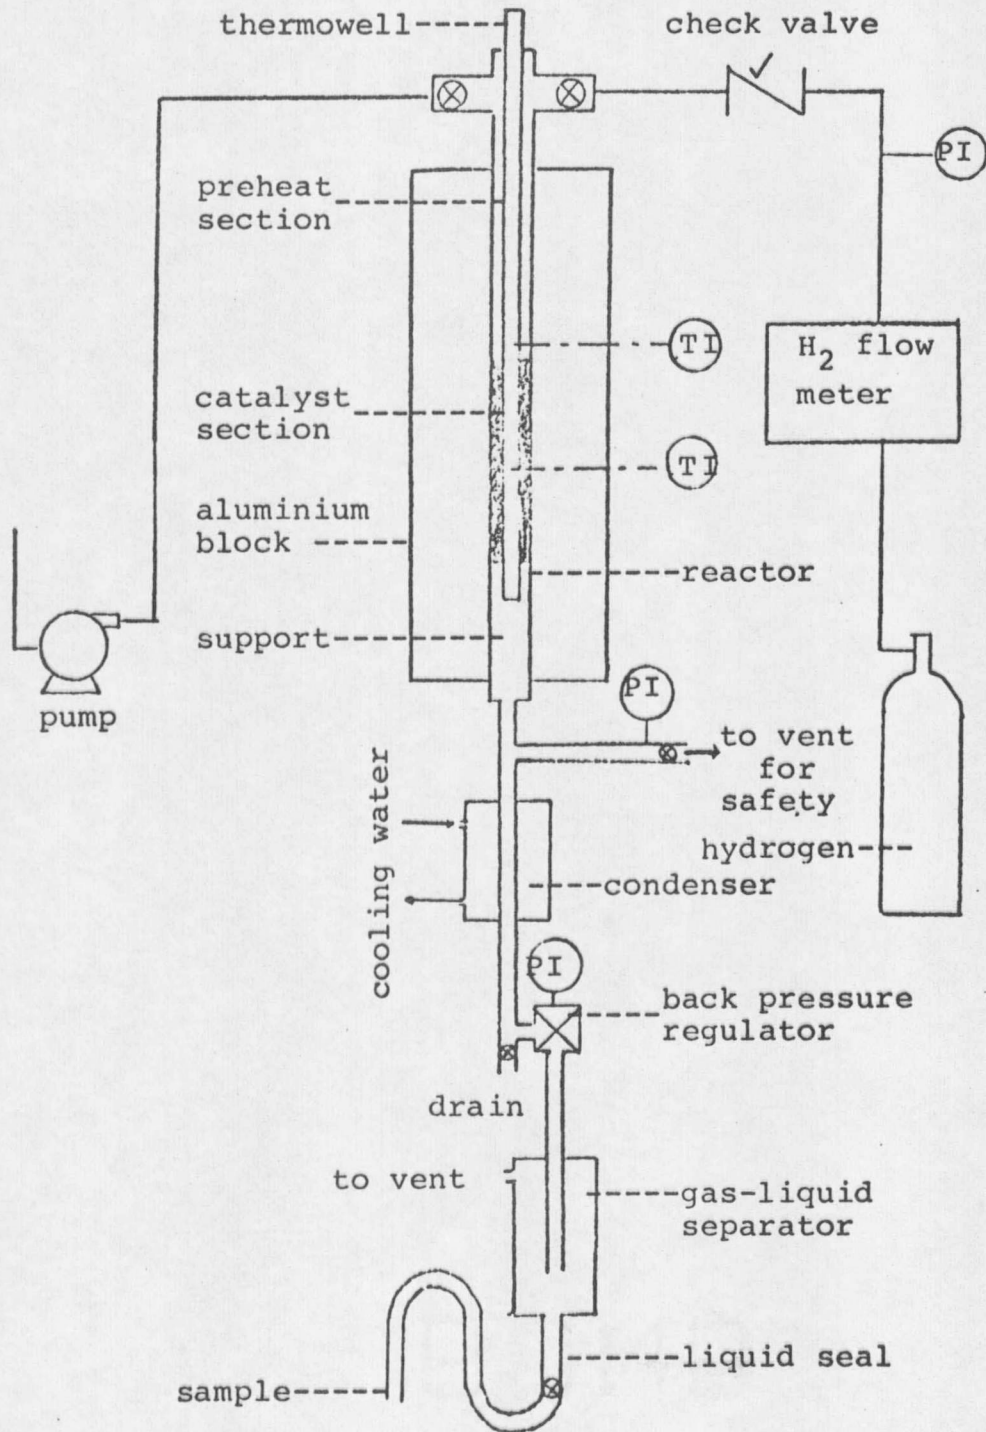 thermowell
check valve
PI
preheat
section
TI
H2 flow
meter
catalyst
section
TI
aluminium
block
reactor
support
PI
pump
to vent
for
safety
cooling water
hydrogen
condenser
PI
back pressure
regulator
drain
to vent
gas-liquid
separator
liquid seal
sample